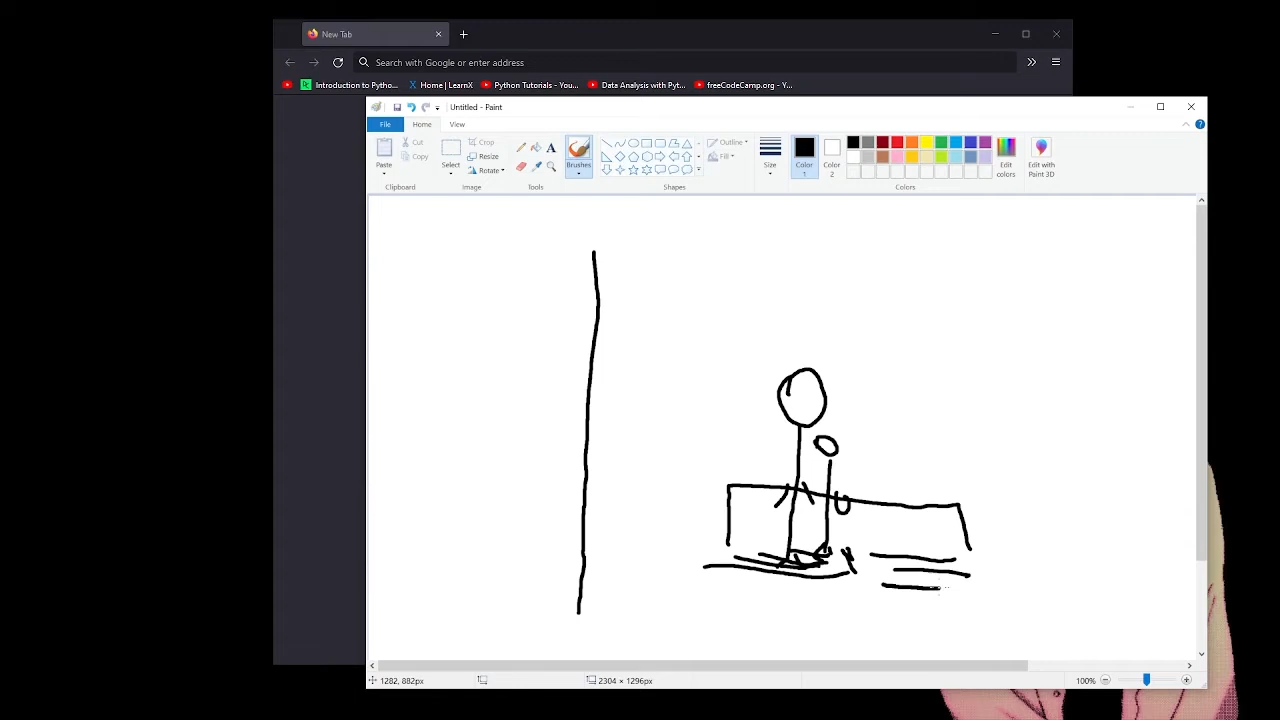 New Tab
Search with Google or enter address
Introduction to Pytho...
Home | LearnX
Python Tutorials - You...
Data Analysis with Pyt...
freeCodeCamp.org - Y...
Untitled - Paint
File
Home
View
Paste
Cut
Copy
Clipboard
Select
Crop
Resize
Rotate
Image
A
Tools
Brushes
Shapes
Outline
Fill
Size
Color 1
Color 2
Colors
Edit colors
Edit with Paint 3D
1282, 882px
2304 × 1296px
100%